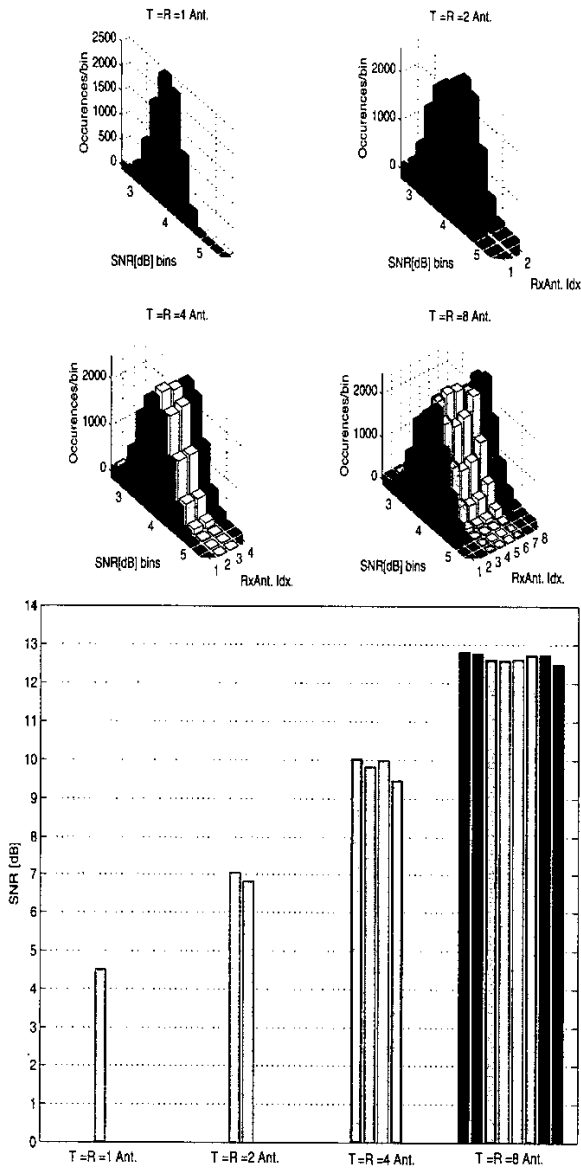 T =R =1 Ant.
Occurences/bin
2500
2000
1500
1000
500
0
3
4
5
SNR[dB] bins
T =R =2 Ant.
Occurences/bin
2000
1000
0
3
4
5
1
2
SNR[dB] bins
RxAnt. Idx
T =R =4 Ant.
Occurences/bin
2000
1000
0
3
4
5
1 2 3 4
SNR[dB] bins
RxAnt. Idx.
T =R =8 Ant.
Occurences/bin
2000
1000
0
3
4
5
1 2 3 4 5 6 7 8
SNR[dB] bins
RxAnt. Idx.
SNR [dB]
14
13
12
11
10
9
8
7
6
5
4
3
2
1
0
T =R =1 Ant.
T =R =2 Ant.
T =R =4 Ant.
T =R =8 Ant.